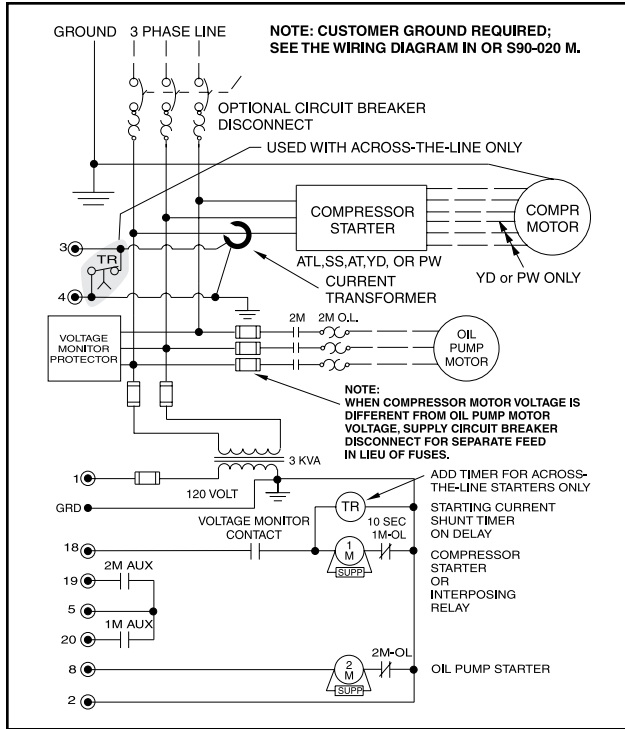 GROUND
3 PHASE LINE
NOTE: CUSTOMER GROUND REQUIRED;
SEE THE WIRING DIAGRAM IN OR S90-020 M.
OPTIONAL CIRCUIT BREAKER
DISCONNECT
USED WITH ACROSS-THE-LINE ONLY
COMPRESSOR
STARTER
COMPR
MOTOR
3
TR
4
ATL,SS,AT,YD, OR PW
CURRENT
TRANSFORMER
YD or PW ONLY
VOLTAGE
MONITOR
PROTECTOR
2M
2M O.L.
OIL
PUMP
MOTOR
NOTE:
WHEN COMPRESSOR MOTOR VOLTAGE IS
DIFFERENT FROM OIL PUMP MOTOR
VOLTAGE, SUPPLY CIRCUIT BREAKER
DISCONNECT FOR SEPARATE FEED
IN LIEU OF FUSES.
3 KVA
1
120 VOLT
ADD TIMER FOR ACROSS-
THE-LINE STARTERS ONLY
GRD
TR
STARTING CURRENT
SHUNT TIMER
ON DELAY
VOLTAGE MONITOR
CONTACT
10 SEC
1M-OL
18
1
M
SUPP
COMPRESSOR
STARTER
OR
INTERPOSING
RELAY
2M AUX
19
5
1M AUX
20
8
2
M
SUPP
2M-OL
OIL PUMP STARTER
2